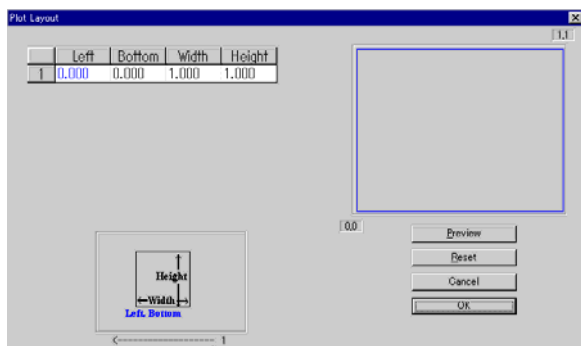 Plot Layout
1,1
Left Bottom Width Height
1 0.000 0.000 1.000 1.000
0,0
Preview
Reset
Cancel
OK
Height
Width
Left, Bottom
<-------------------- 1